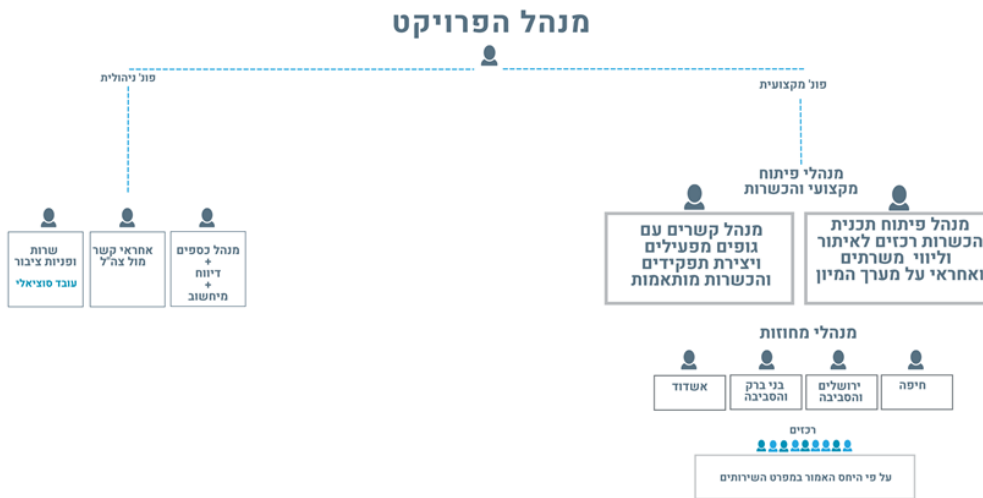 מנהל הפרויקט
פונ' מקצועית
פונ' ניהולית
מנהלי פיתוח
מקצועי והכשרות
מנהל פיתוח תכנית
הכשרות רכזים לאיתור
וליווי משרתים
ואחראי על מערך המיון
מנהל קשרים עם
גופים מפעילים
ויצירת תפקידים
והכשרות מותאמות
מנהל כספים
+
דיווח
+
מיחשוב
אחראי קשר
מול צה"ל
שרות
ופניות ציבור
עובד סוציאלי
מנהלי מחוזות
חיפה
ירושלים
והסביבה
בני ברק
והסביבה
אשדוד
רכזים
על פי היחס האמור במפרט השירותים